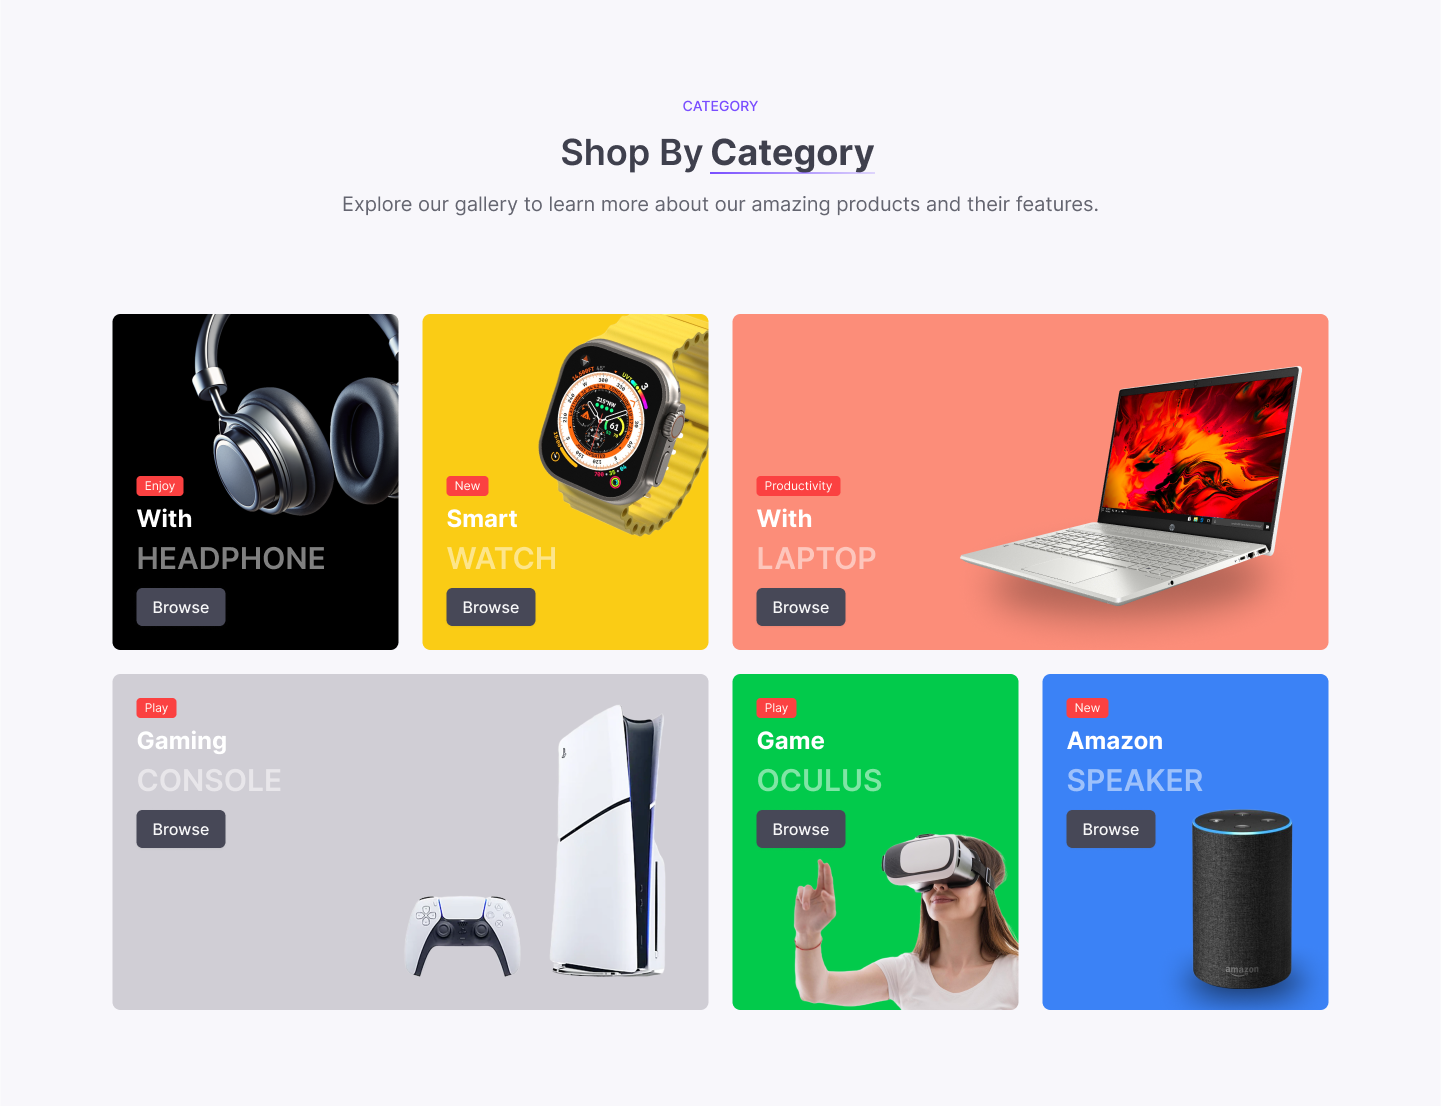 CATEGORY
Shop By Category
Explore our gallery to learn more about our amazing products and their features.
Enjoy
With
HEADPHONE
Browse
New
Smart
WATCH
Browse
Productivity
With
LAPTOP
Browse
Play
Gaming
CONSOLE
Browse
Play
Game
OCULUS
Browse
New
Amazon
SPEAKER
Browse
amazon